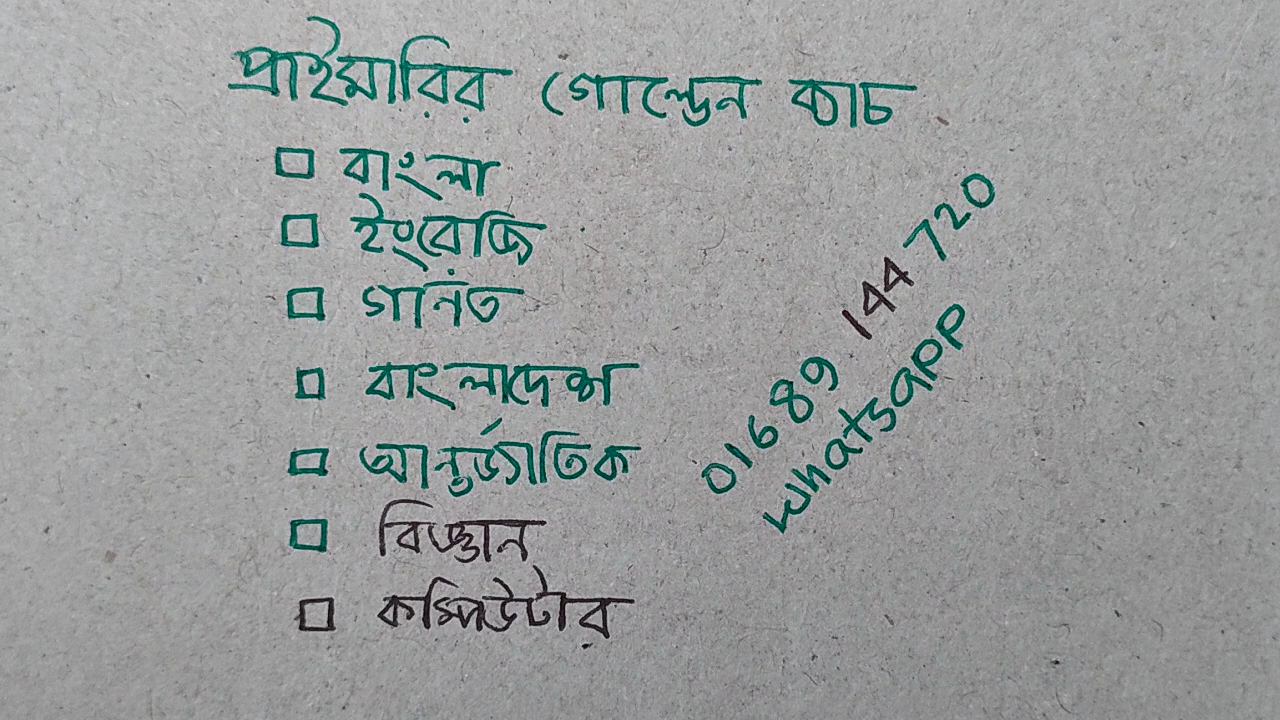 প্রাইমারির গোল্ডেন ব্যাচ
বাংলা
ইংরেজি
গনিত
বাংলাদেশ
আন্তর্জাতিক
বিজ্ঞান
কম্পিউটার
01689 144 720
whatsapp